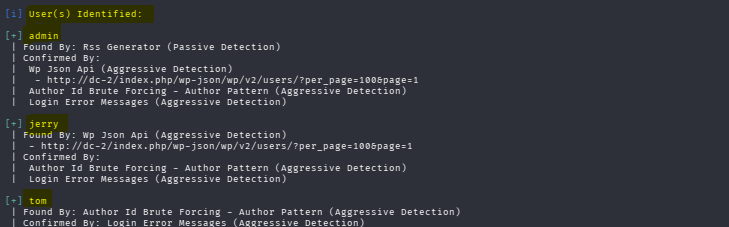 [i] User(s) Identified:
[+] admin
| Found By: Rss Generator (Passive Detection)
| Confirmed By:
|  Wp Json Api (Aggressive Detection)
|   - http://dc-2/index.php/wp-json/wp/v2/users/?per_page=100&page=1
|  Author Id Brute Forcing - Author Pattern (Aggressive Detection)
|  Login Error Messages (Aggressive Detection)
[+] jerry
| Found By: Wp Json Api (Aggressive Detection)
|  - http://dc-2/index.php/wp-json/wp/v2/users/?per_page=100&page=1
| Confirmed By:
|  Author Id Brute Forcing - Author Pattern (Aggressive Detection)
|  Login Error Messages (Aggressive Detection)
[+] tom
| Found By: Author Id Brute Forcing - Author Pattern (Aggressive Detection)
| Confirmed By: Login Error Messages (Aggressive Detection)